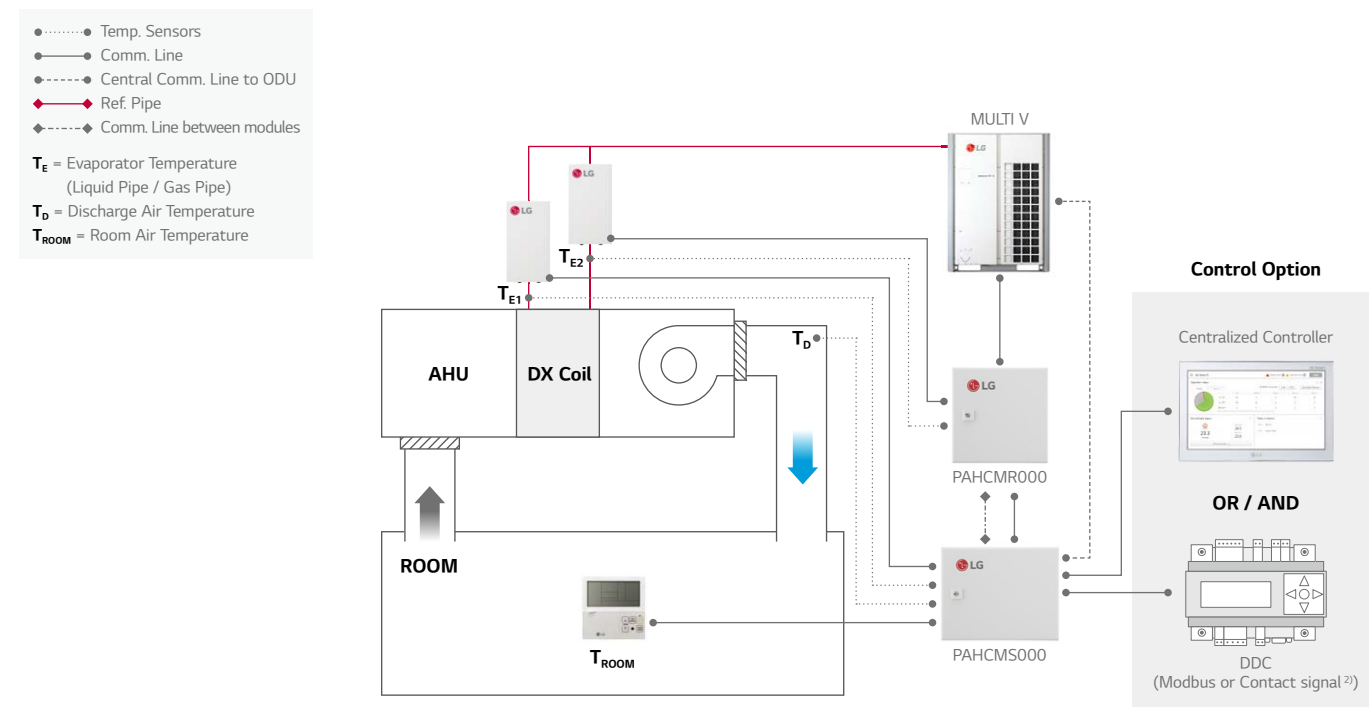 Temp. Sensors
Comm. Line
Central Comm. Line to ODU
Ref. Pipe
Comm. Line between modules
TE = Evaporator Temperature
(Liquid Pipe / Gas Pipe)
TD = Discharge Air Temperature
TROOM = Room Air Temperature
MULTI V
LG
LG
LG
TE2
TE1
Control Option
Centralized Controller
AHU
DX Coil
TD
LG
PAHCMR000
OR / AND
ROOM
LG
TROOM
PAHCMS000
DDC
(Modbus or Contact signal 2))